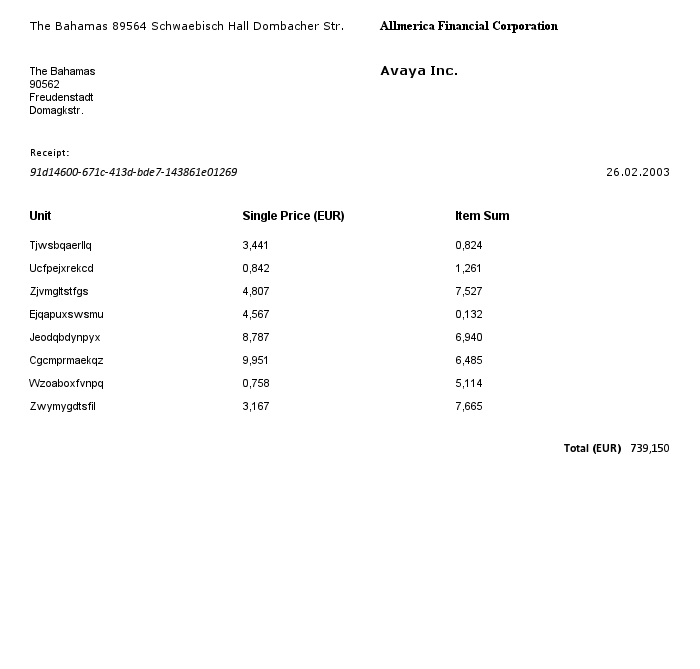 The Bahamas 89564 Schwaebisch Hall Dombacher Str.
Allmerica Financial Corporation
The Bahamas
90562
Freudenstadt
Domagkstr.
Avaya Inc.
Receipt:
91d14600-671c-413d-bde7-143861e01269
26.02.2003
Unit Single Price (EUR) Item Sum
Tjwsbqaerllq 3,441 0,824
Ucfpejxrekcd 0,842 1,261
Zjvmgltstfgs 4,807 7,527
Ejqapuxswsmu 4,567 0,132
Jeodqbdynpyx 8,787 6,940
Cgcmprmaekqz 9,951 6,485
Wzoaboxfvnpq 0,758 5,114
Zwymygdtsfil 3,167 7,665
Total (EUR) 739,150